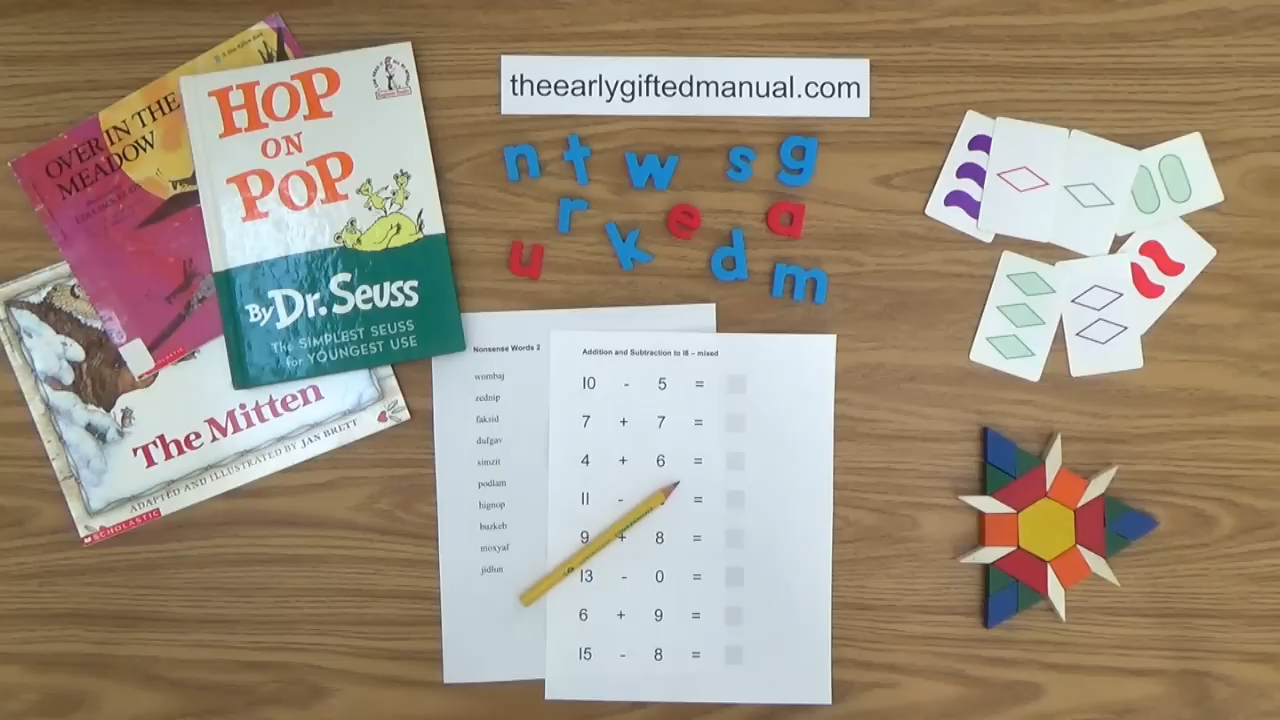 theearlygiftedmanual.com
OVER IN THE
MEADOW
HOP
ON
POP
By Dr. Seuss
The SIMPLEST SEUSS
for YOUNGEST USE
The Mitten
ADAPTED AND ILLUSTRATED BY JAN BRETT
SCHOLASTIC
n t w s g
r k e a
u d m
Nonsense Words 2
wombaj
zednip
faksid
dufgav
simzit
podlam
hignop
buzkeb
moxyaf
jidlun
Addition and Subtraction to 18 – mixed
10 - 5 =
7 + 7 =
4 + 6 =
11 - =
9 + 8 =
13 - 0 =
6 + 9 =
15 - 8 =